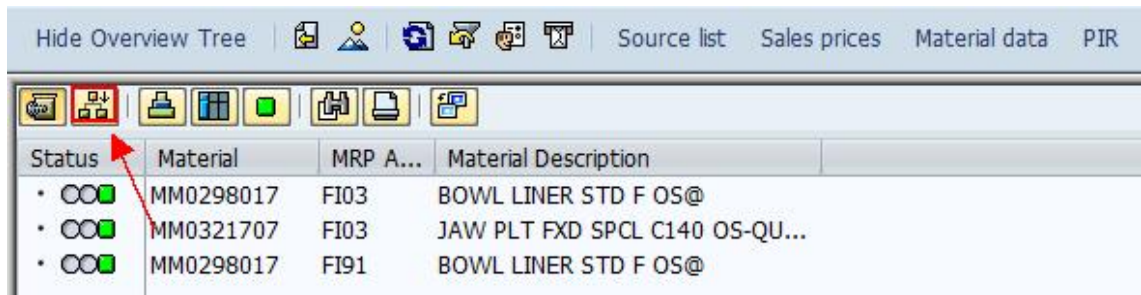 Hide Overview Tree Source list Sales prices Material data PIR
Status Material MRP A... Material Description
MM0298017 FI03 BOWL LINER STD F OS@
MM0321707 FI03 JAW PLT FXD SPCL C140 OS-QU...
MM0298017 FI91 BOWL LINER STD F OS@